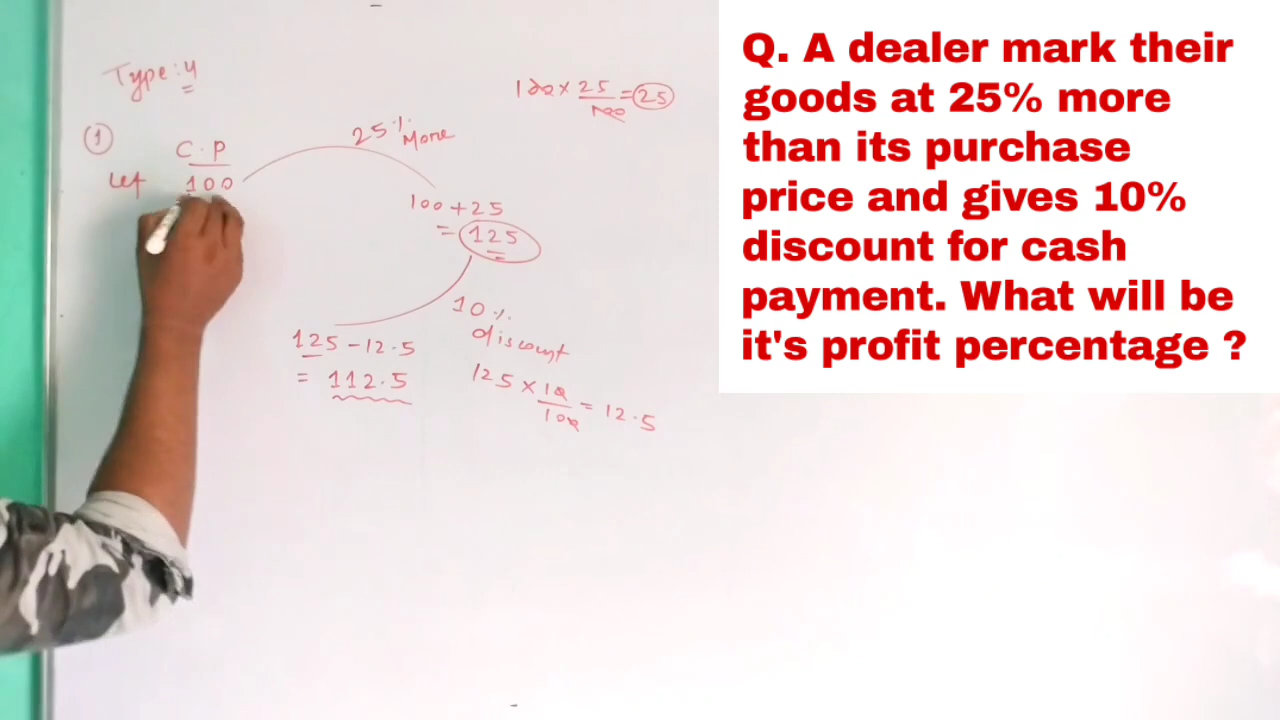 Type : 4
100 × 25/100 = 25
1
C.P
25% More
Let 100
100 + 25
= 125
10%
discount
125 - 12.5
= 112.5
125 × 10/100 = 12.5
Q. A dealer mark their
goods at 25% more
than its purchase
price and gives 10%
discount for cash
payment. What will be
it's profit percentage ?